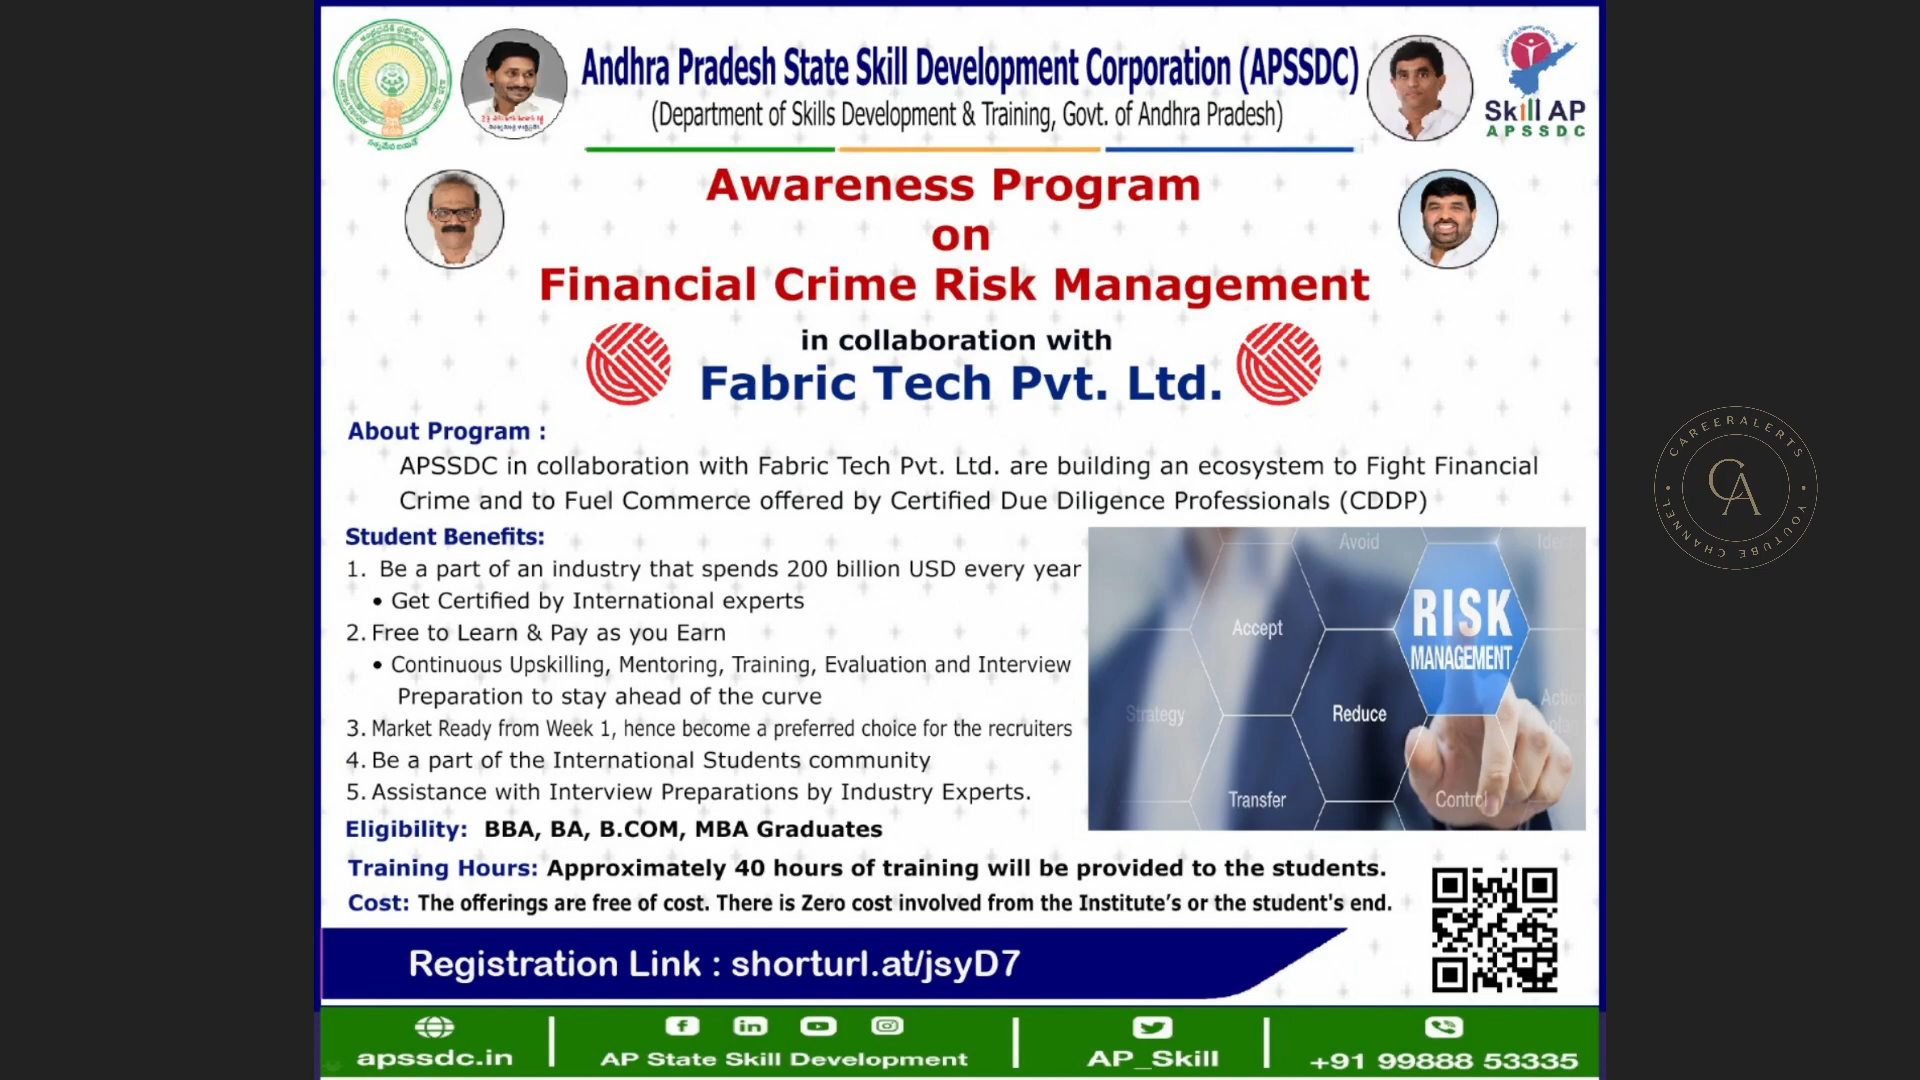 Andhra Pradesh State Skill Development Corporation (APSSDC)
(Department of Skills Development & Training, Govt. of Andhra Pradesh)
Skill AP
APSSDC
Awareness Program
on
Financial Crime Risk Management
in collaboration with
Fabric Tech Pvt. Ltd.
About Program :
APSSDC in collaboration with Fabric Tech Pvt. Ltd. are building an ecosystem to Fight Financial
Crime and to Fuel Commerce offered by Certified Due Diligence Professionals (CDDP)
Student Benefits:
1. Be a part of an industry that spends 200 billion USD every year
• Get Certified by International experts
2. Free to Learn & Pay as you Earn
• Continuous Upskilling, Mentoring, Training, Evaluation and Interview
Preparation to stay ahead of the curve
3. Market Ready from Week 1, hence become a preferred choice for the recruiters
4. Be a part of the International Students community
5. Assistance with Interview Preparations by Industry Experts.
Avoid
Accept
RISK
MANAGEMENT
Strategy
Reduce
Action
plan
Transfer
Control
Eligibility: BBA, BA, B.COM, MBA Graduates
Training Hours: Approximately 40 hours of training will be provided to the students.
Cost: The offerings are free of cost. There is Zero cost involved from the Institute's or the student's end.
Registration Link : shorturl.at/jsyD7
apssdc.in
AP State Skill Development
AP_Skill
+91 99888 53335
CAREERALERTS
CA
YOUTUBE CHANNEL